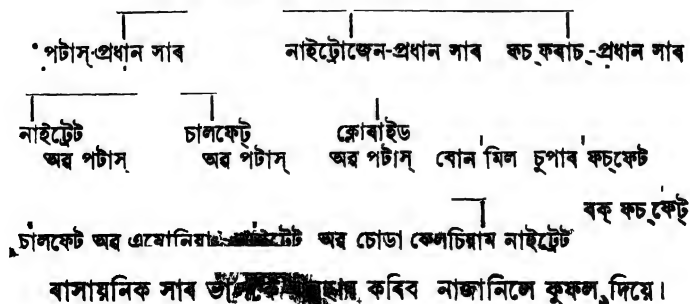 পটাস্-প্ৰধান সাৰ নাইট্ৰোজেন-প্ৰধান সাৰ ফচ্ফৰাচ্-প্ৰধান সাৰ
নাইট্ৰেট চালফেট্ ক্লোৰাইড
অৱ পটাস্ অৱ পটাস্ অৱ পটাস্ বোন মিল চুপাৰ ফচ্ফেট
ৰক্ ফচ্ফেট্
চালফেট অৱ এমোনিয়া অৱ চোডা কেলচিয়াম নাইট্ৰেট
ৰাসায়নিক সাৰ কৰিব নাজানিলে কুফল দিয়ে।